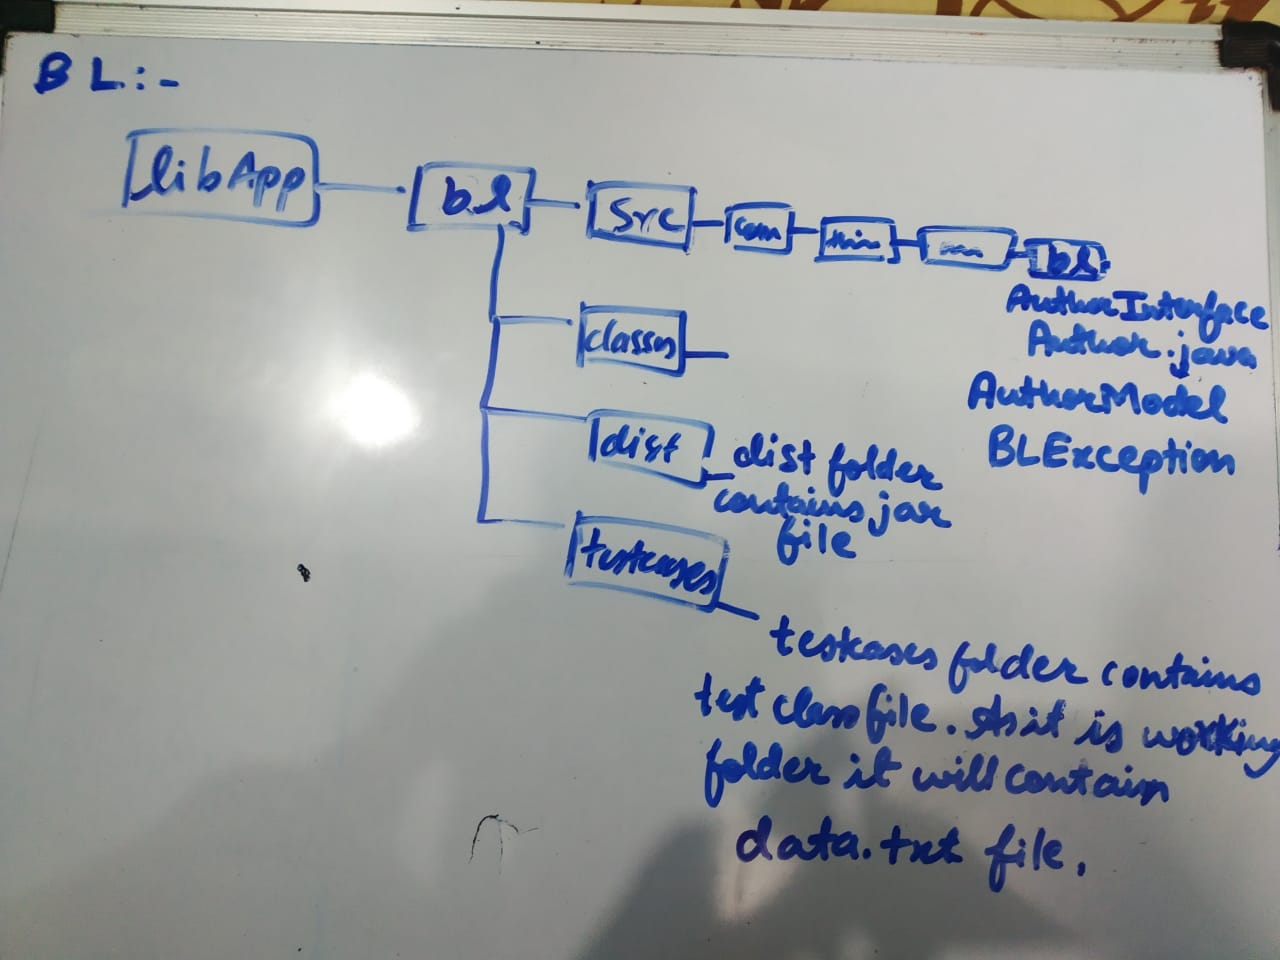 BL:-
libApp
bl
src
com
thin
bl
AuthorInterface
Author.java
AuthorModel
BLException
classes
dist
dist folder
contains jar
file
testcases
testcases folder contains
test class file. As it is working
folder it will contain
data.txt file.